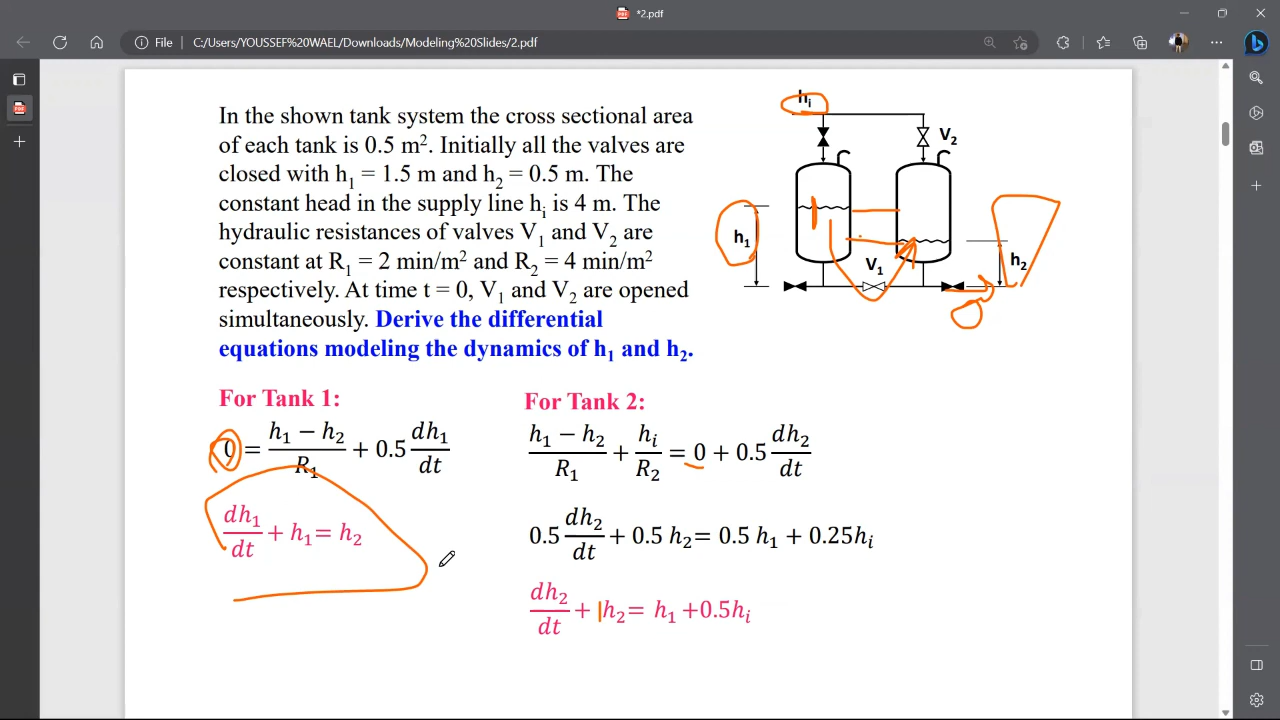 *2.pdf
File | C:/Users/YOUSSEF%20WAEL/Downloads/Modeling%20Slides/2.pdf
In the shown tank system the cross sectional area
of each tank is 0.5 m². Initially all the valves are
closed with h₁ = 1.5 m and h₂ = 0.5 m. The
constant head in the supply line hᵢ is 4 m. The
hydraulic resistances of valves V₁ and V₂ are
constant at R₁ = 2 min/m² and R₂ = 4 min/m²
respectively. At time t = 0, V₁ and V₂ are opened
simultaneously. Derive the differential
equations modeling the dynamics of h₁ and h₂.
hᵢ
V₂
h₁
V₁
h₂
For Tank 1:
0 = (h₁ − h₂)/R₁ + 0.5 dh₁/dt
dh₁/dt + h₁= h₂
For Tank 2:
(h₁ − h₂)/R₁ + hᵢ/R₂ = 0 + 0.5 dh₂/dt
0.5 dh₂/dt + 0.5 h₂= 0.5 h₁ + 0.25hᵢ
dh₂/dt + 1h₂= h₁ +0.5hᵢ